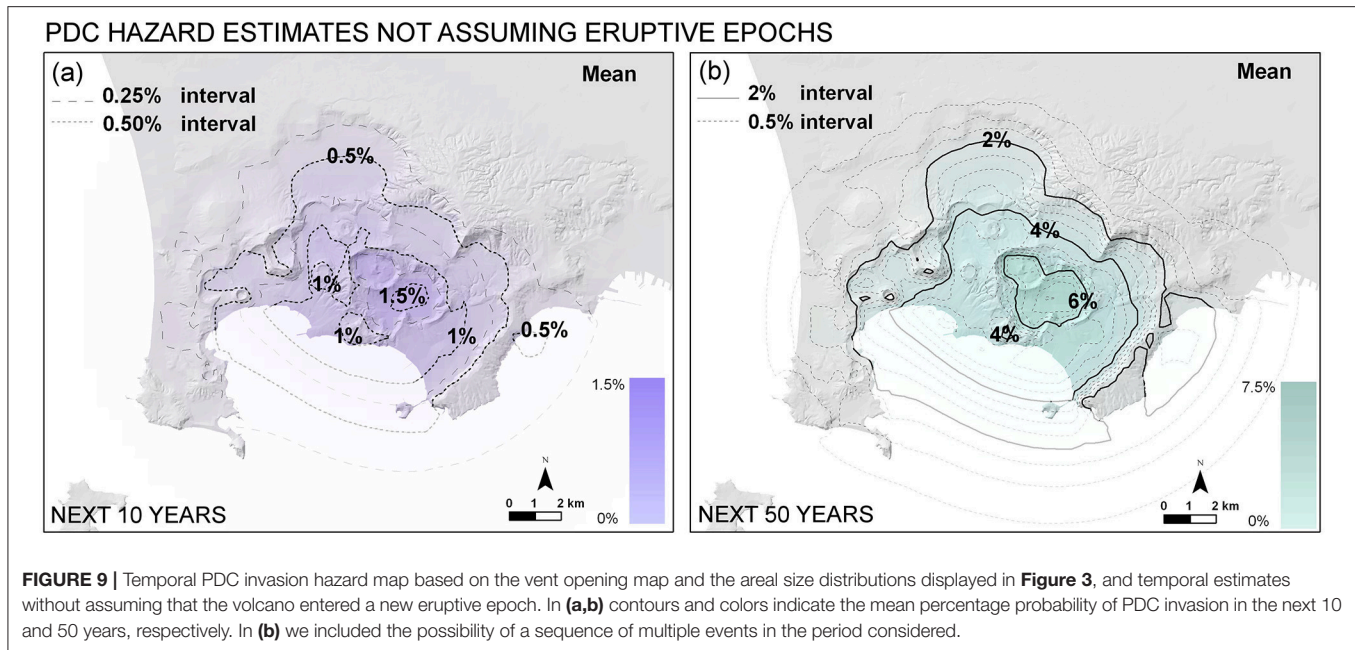 PDC HAZARD ESTIMATES NOT ASSUMING ERUPTIVE EPOCHS
(a)
Mean
0.25% interval
0.50% interval
0.5%
1%
1.5%
1%
1%
0.5%
1.5%
0%
N
0 1 2 km
NEXT 10 YEARS
(b)
Mean
2% interval
0.5% interval
2%
4%
6%
4%
7.5%
0%
N
0 1 2 km
NEXT 50 YEARS
FIGURE 9 | Temporal PDC invasion hazard map based on the vent opening map and the areal size distributions displayed in Figure 3, and temporal estimates
without assuming that the volcano entered a new eruptive epoch. In (a,b) contours and colors indicate the mean percentage probability of PDC invasion in the next 10
and 50 years, respectively. In (b) we included the possibility of a sequence of multiple events in the period considered.